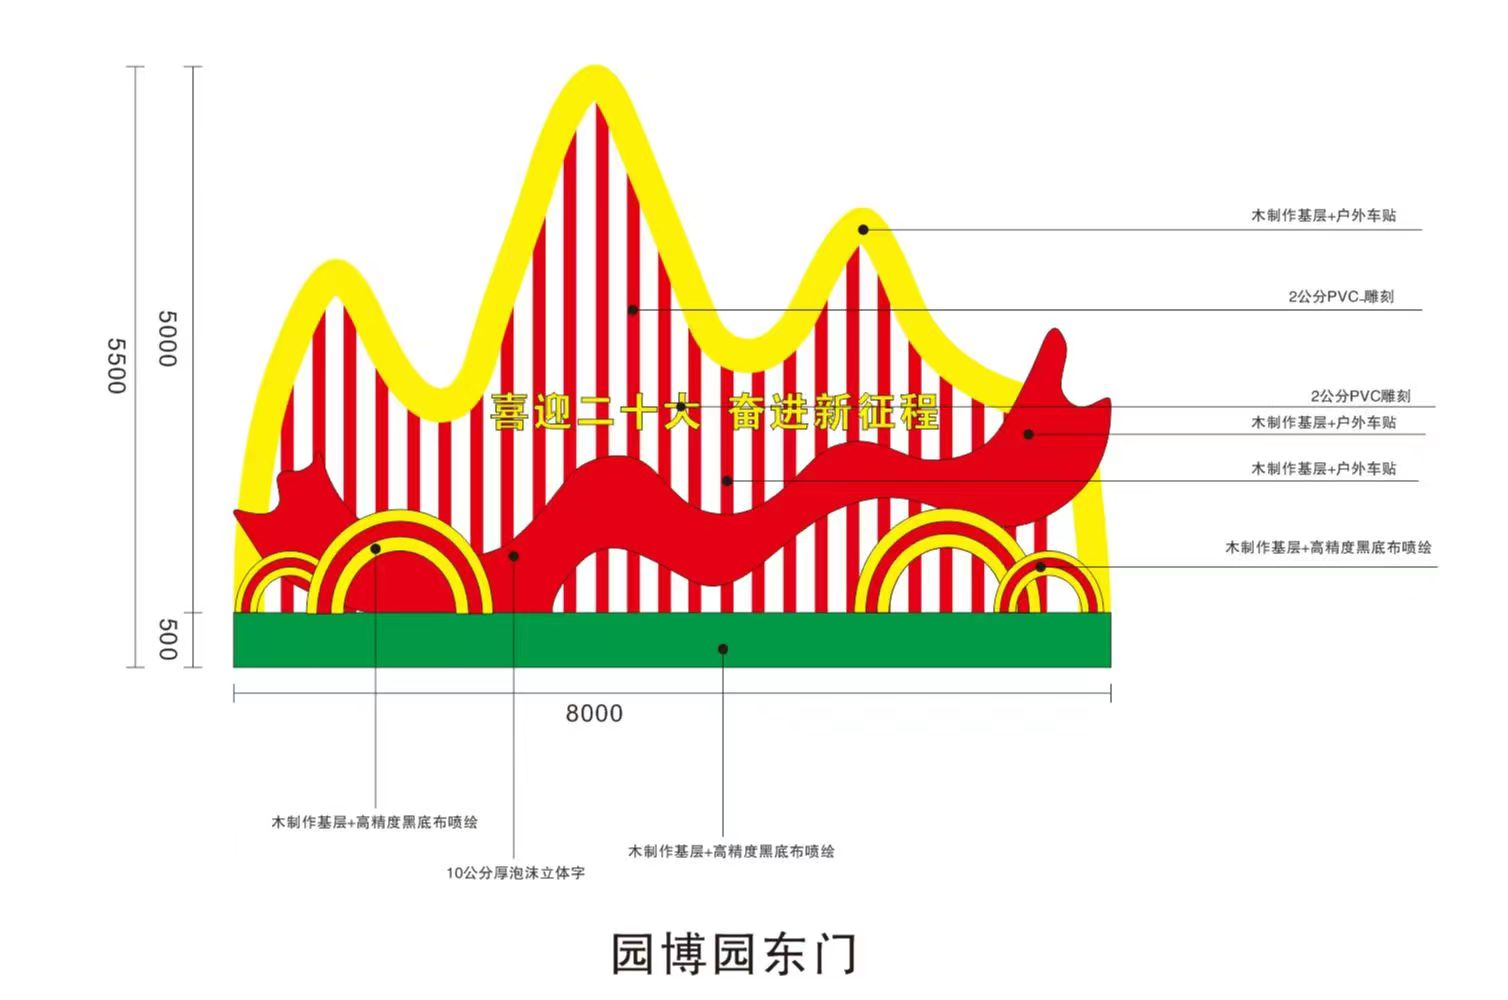 木制作基层+户外车贴
2公分PVC 雕刻
5000
5500
2公分PVC雕刻
喜迎二十大 奋进新征程
木制作基层+户外车贴
木制作基层+户外车贴
木制作基层+高精度黑底布喷绘
500
8000
木制作基层+高精度黑底布喷绘
木制作基层+高精度黑底布喷绘
10公分厚泡沫立体字
园博园东门